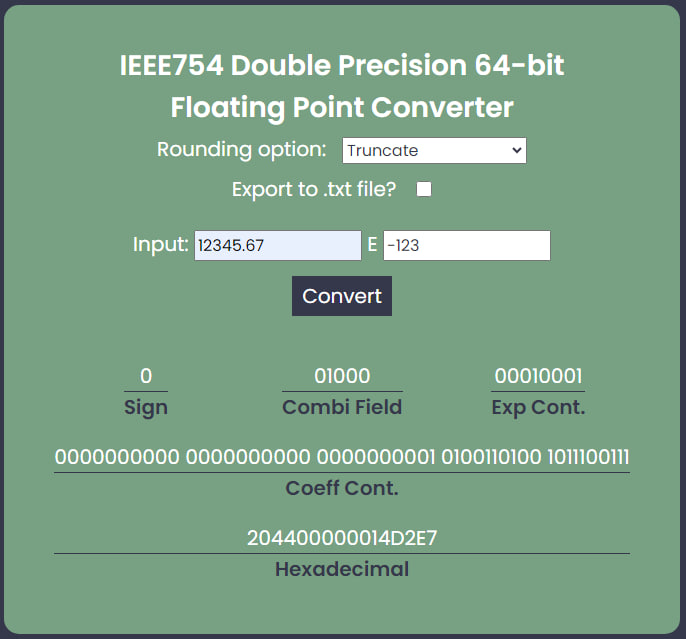 IEEE754 Double Precision 64-bit
Floating Point Converter
Rounding option: Truncate
Export to .txt file?
Input: 12345.67 E -123
Convert
0 01000 00010001
Sign Combi Field Exp Cont.
0000000000 0000000000 0000000001 0100110100 1011100111
Coeff Cont.
204400000014D2E7
Hexadecimal